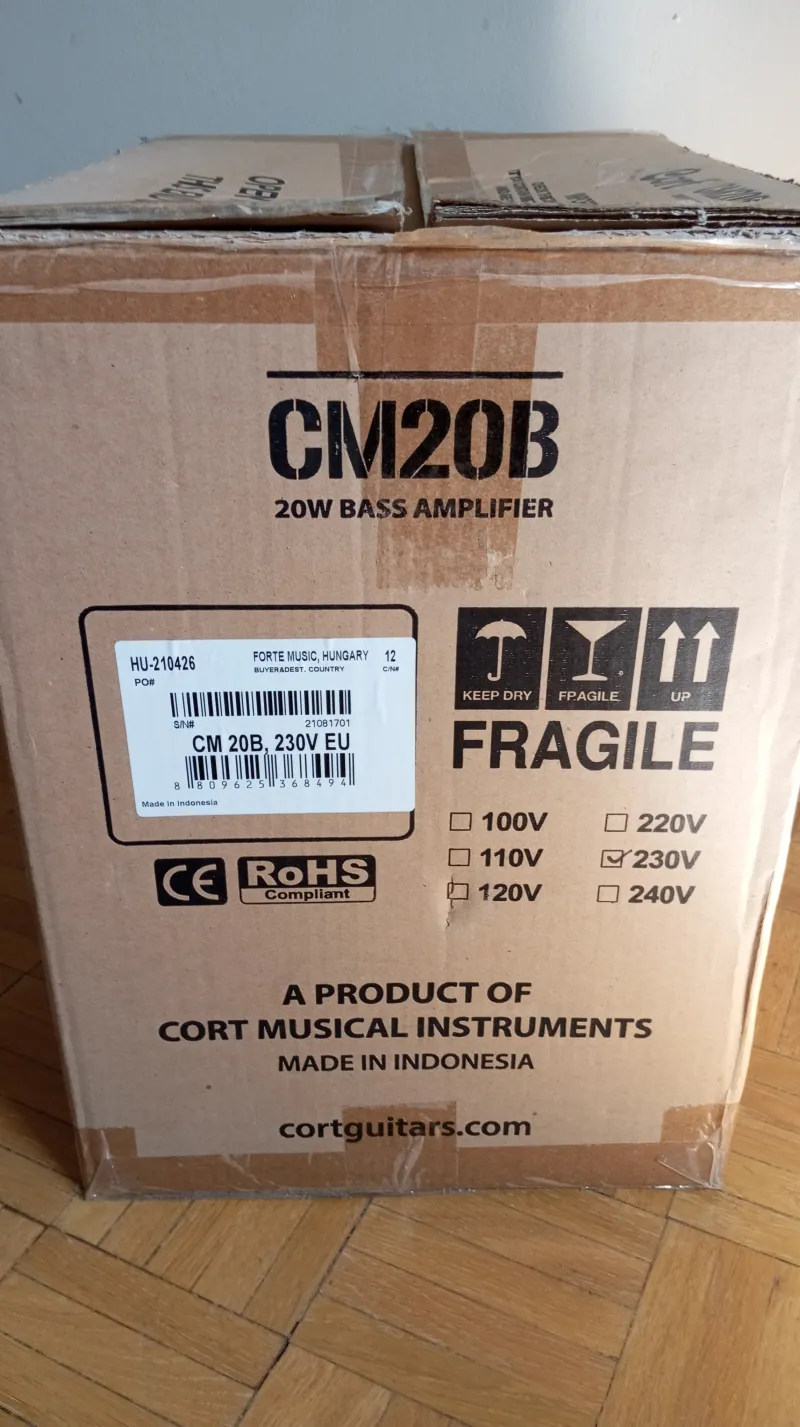 OPEN
CM20B
20W BASS AMPLIFIER
HU-210426
FORTE MUSIC, HUNGARY
12
PO#
BUYER&DEST. COUNTRY
C/N#
S/N#
21081701
CM 20B, 230V EU
8 809625 368494
Made in Indonesia
KEEP DRY
FRAGILE
UP
FRAGILE
100V
220V
110V
230V
120V
240V
CE
RoHS
Compliant
A PRODUCT OF
CORT MUSICAL INSTRUMENTS
MADE IN INDONESIA
cortguitars.com